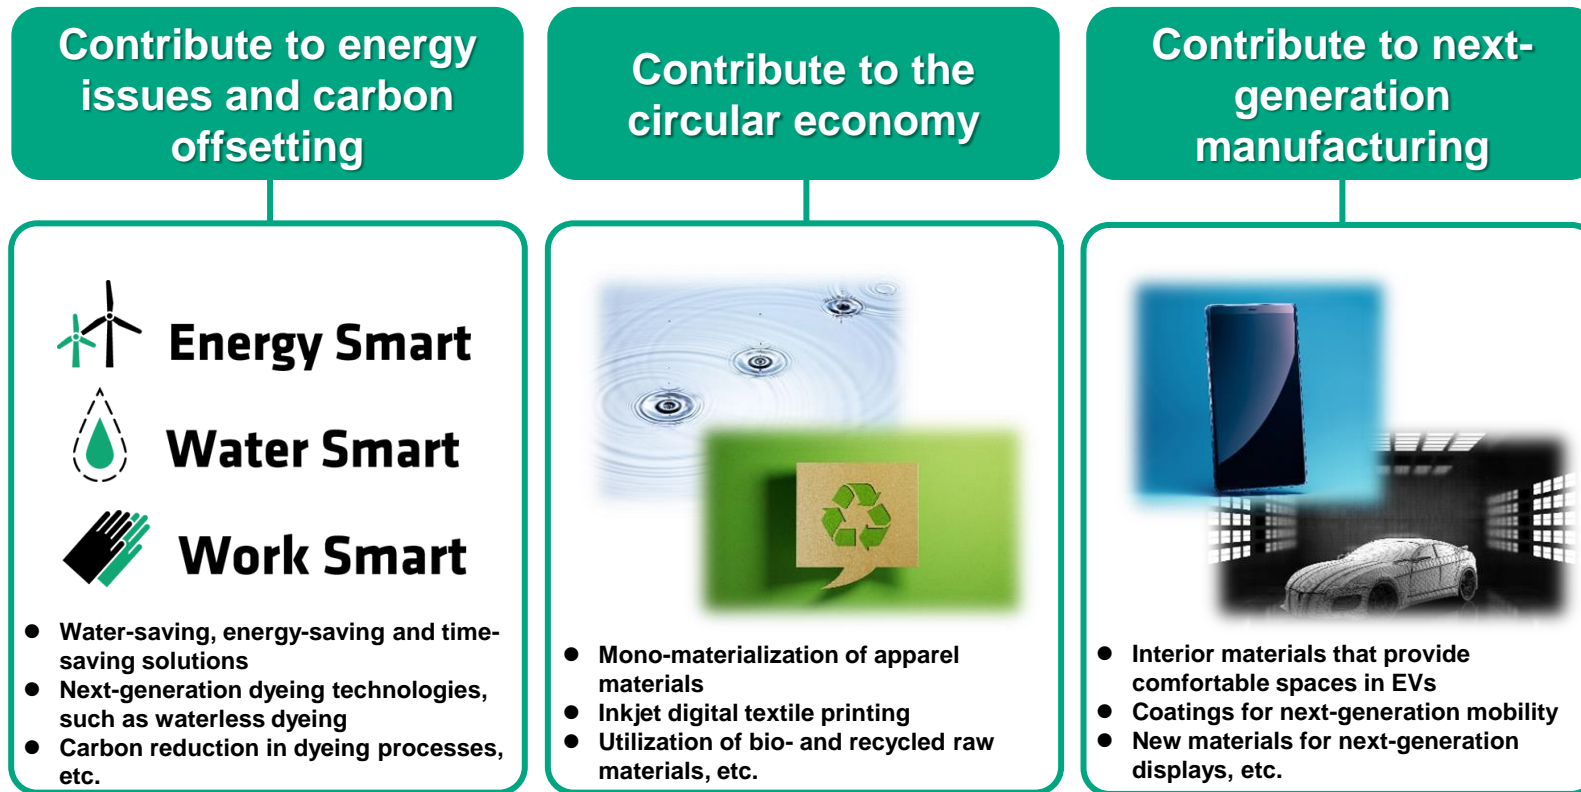 Contribute to energy
issues and carbon
offsetting
Energy Smart
Water Smart
Work Smart
● Water-saving, energy-saving and time-
saving solutions
● Next-generation dyeing technologies,
such as waterless dyeing
● Carbon reduction in dyeing processes,
etc.
Contribute to the
circular economy
● Mono-materialization of apparel
materials
● Inkjet digital textile printing
● Utilization of bio- and recycled raw
materials, etc.
Contribute to next-
generation
manufacturing
● Interior materials that provide
comfortable spaces in EVs
● Coatings for next-generation mobility
● New materials for next-generation
displays, etc.